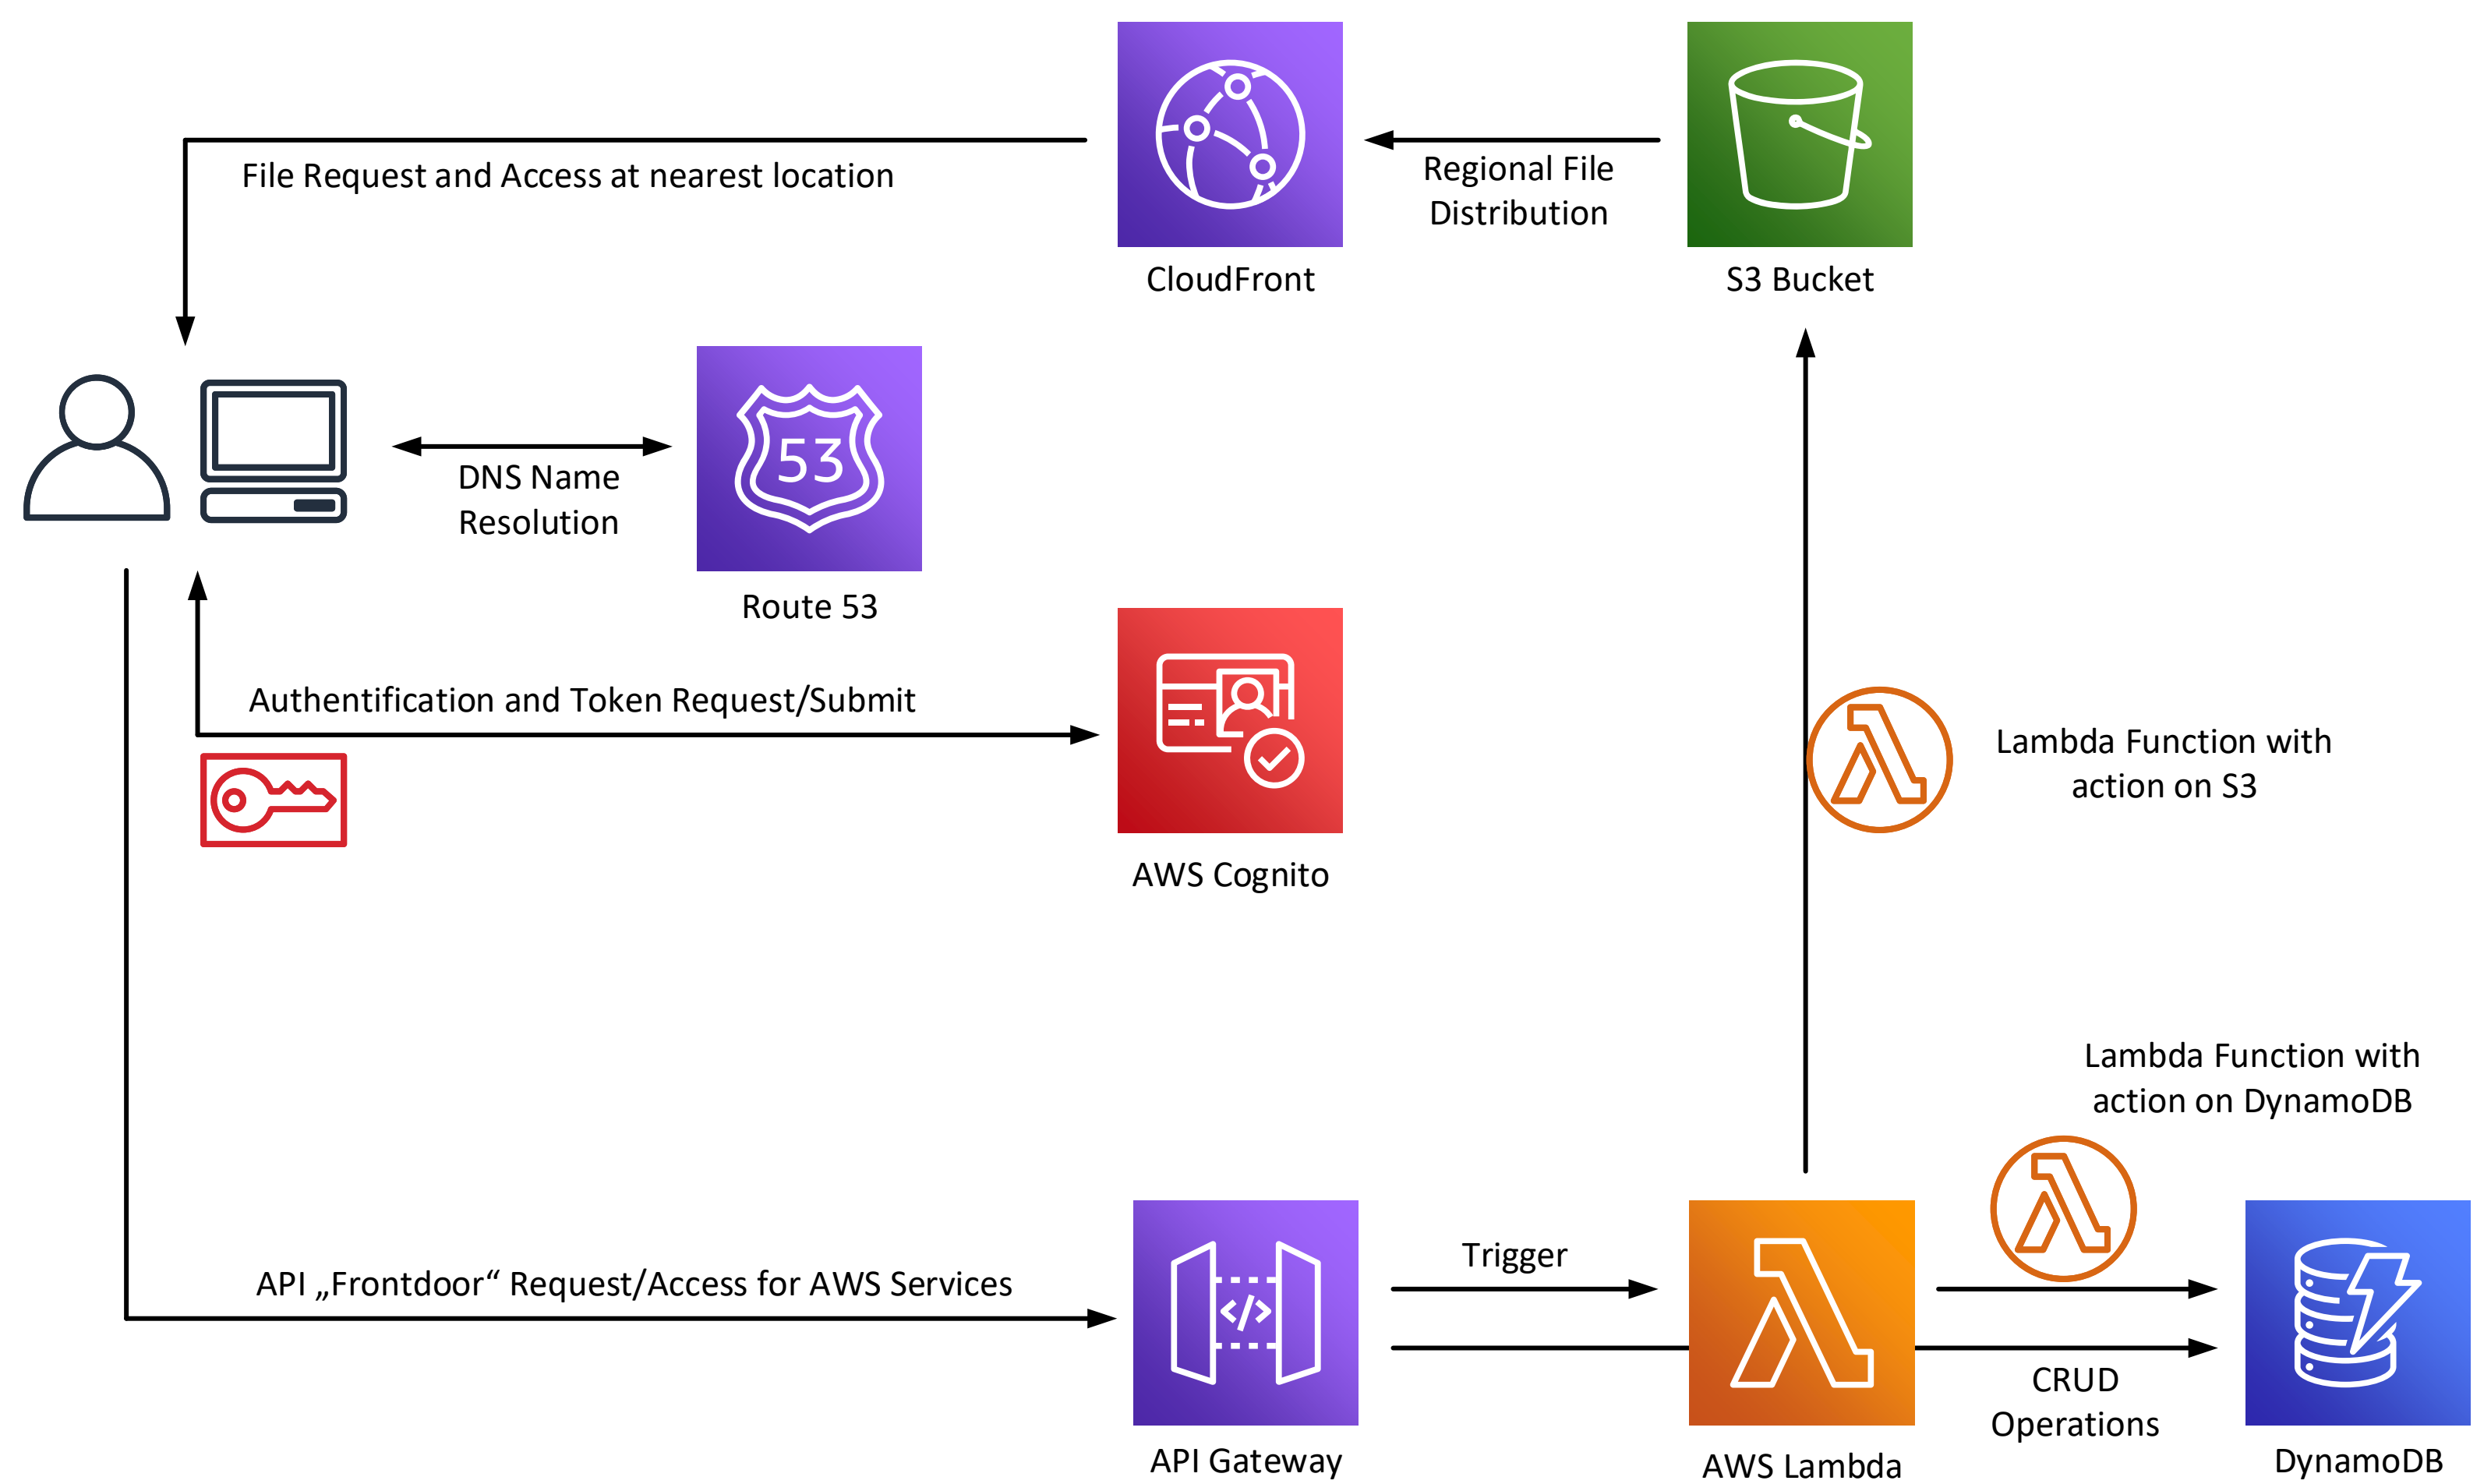 File Request and Access at nearest location
Regional File
Distribution
CloudFront
S3 Bucket
DNS Name
Resolution
53
Route 53
Authentification and Token Request/Submit
AWS Cognito
Lambda Function with
action on S3
Lambda Function with
action on DynamoDB
API „Frontdoor“ Request/Access for AWS Services
</>
Trigger
CRUD
Operations
API Gateway
AWS Lambda
DynamoDB